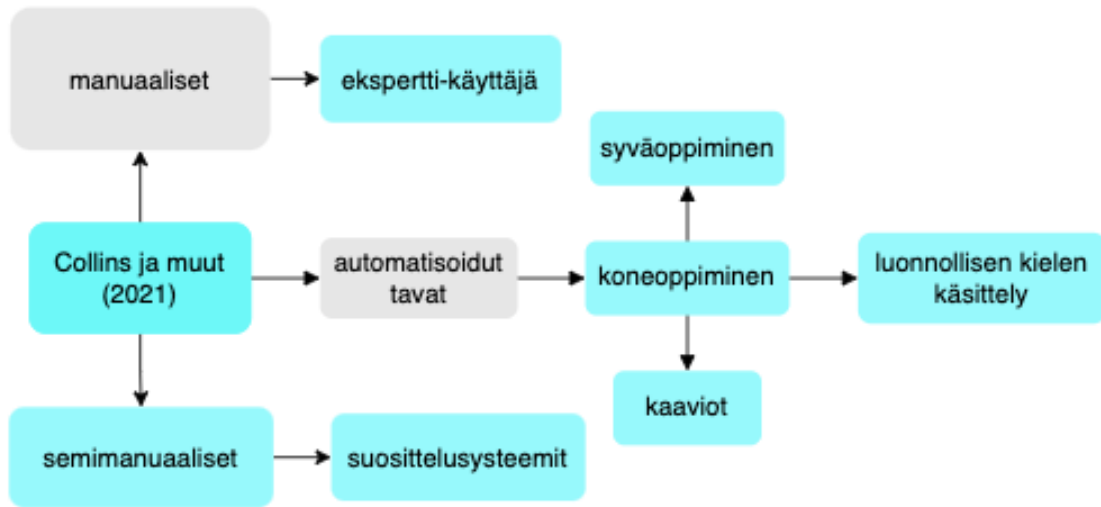 manuaaliset
ekspertti-käyttäjä
syväoppiminen
Collins ja muut
(2021)
automatisoidut
tavat
koneoppiminen
luonnollisen kielen
käsittely
kaaviot
semimanuaaliset
suosittelusysteemit